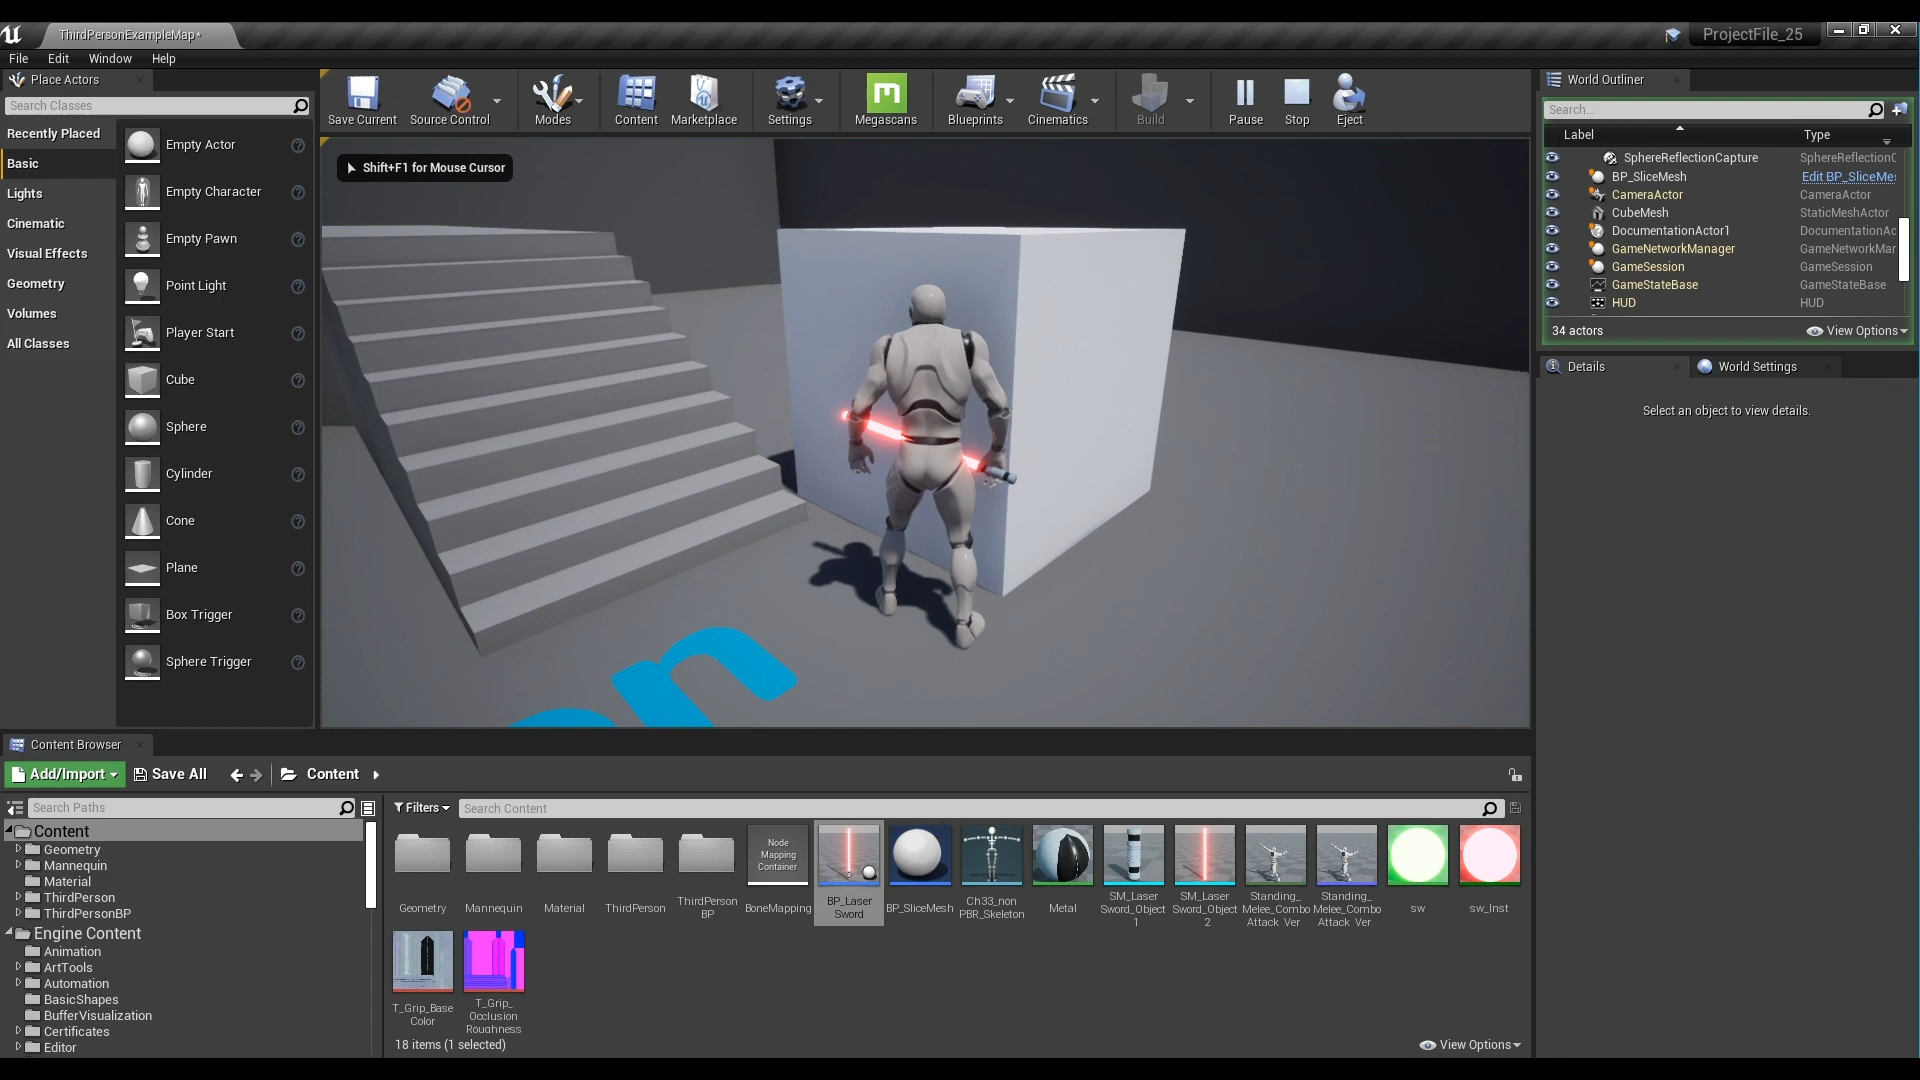 ThirdPersonExampleMap*
ProjectFile_25
File Edit Window Help
Place Actors
Search Classes
Recently Placed
Basic
Lights
Cinematic
Visual Effects
Geometry
Volumes
All Classes
Empty Actor
Empty Character
Empty Pawn
Point Light
Player Start
Cube
Sphere
Cylinder
Cone
Plane
Box Trigger
Sphere Trigger
Save Current
Source Control
Modes
Content
Marketplace
Settings
Megascans
Blueprints
Cinematics
Build
Pause
Stop
Eject
Shift+F1 for Mouse Cursor
on
World Outliner
Search...
Label Type
SphereReflectionCapture SphereReflectionC
BP_SliceMesh Edit BP_SliceMes
CameraActor CameraActor
CubeMesh StaticMeshActor
DocumentationActor1 DocumentationAc
GameNetworkManager GameNetworkMar
GameSession GameSession
GameStateBase GameStateBase
HUD HUD
34 actors View Options
Details
World Settings
Select an object to view details.
Content Browser
Add/Import Save All Content
Search Paths
Content
Geometry
Mannequin
Material
ThirdPerson
ThirdPersonBP
Engine Content
Animation
ArtTools
Automation
BasicShapes
BufferVisualization
Certificates
Editor
Filters Search Content
Node
Mapping
Container
Geometry
Mannequin
Material
ThirdPerson
ThirdPerson
BP
BoneMapping
BP_Laser
Sword
BP_SliceMesh
Ch33_non
PBR_Skeleton
Metal
SM_Laser
Sword_Object
1
SM_Laser
Sword_Object
2
Standing_
Melee_Combo
Attack_Ver
Standing_
Melee_Combo
Attack_Ver
sw
sw_Inst
T_Grip_Base
Color
T_Grip_
Occlusion
Roughness
18 items (1 selected)
View Options